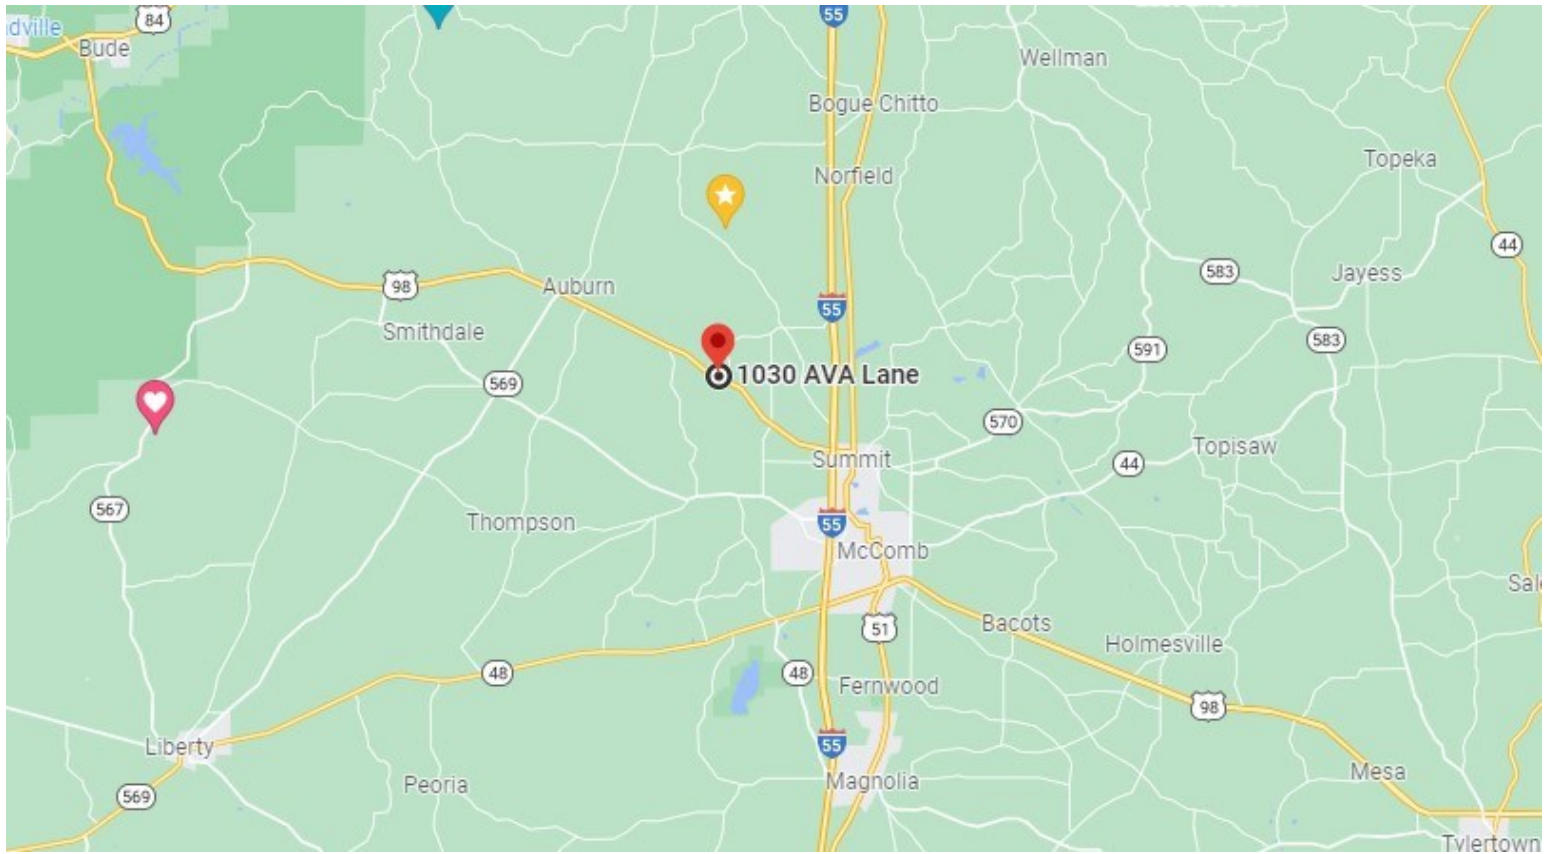 84
55
dville
Bude
Wellman
Bogue Chitto
Topeka
Norfield
44
583
Jayess
98
Auburn
55
Smithdale
583
591
1030 AVA Lane
569
570
Topisaw
Summit
44
567
Thompson
55
McComb
Sal
Bacots
51
Holmesville
48
48
Fernwood
98
55
Liberty
Mesa
Magnolia
Peoria
569
Tylertown